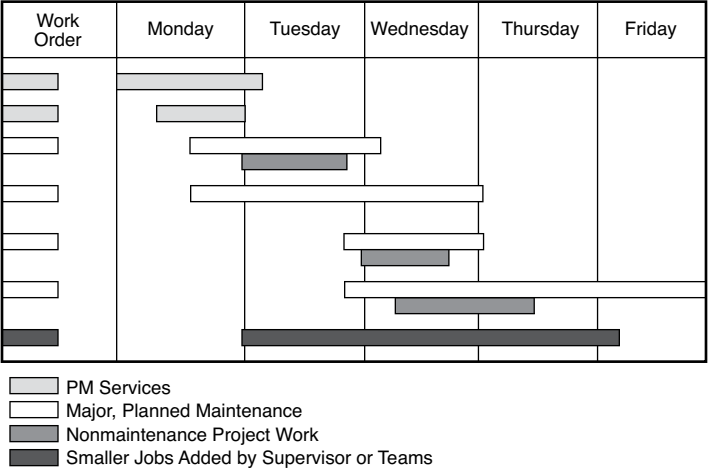 Work
Order
Monday
Tuesday
Wednesday
Thursday
Friday
PM Services
Major, Planned Maintenance
Nonmaintenance Project Work
Smaller Jobs Added by Supervisor or Teams